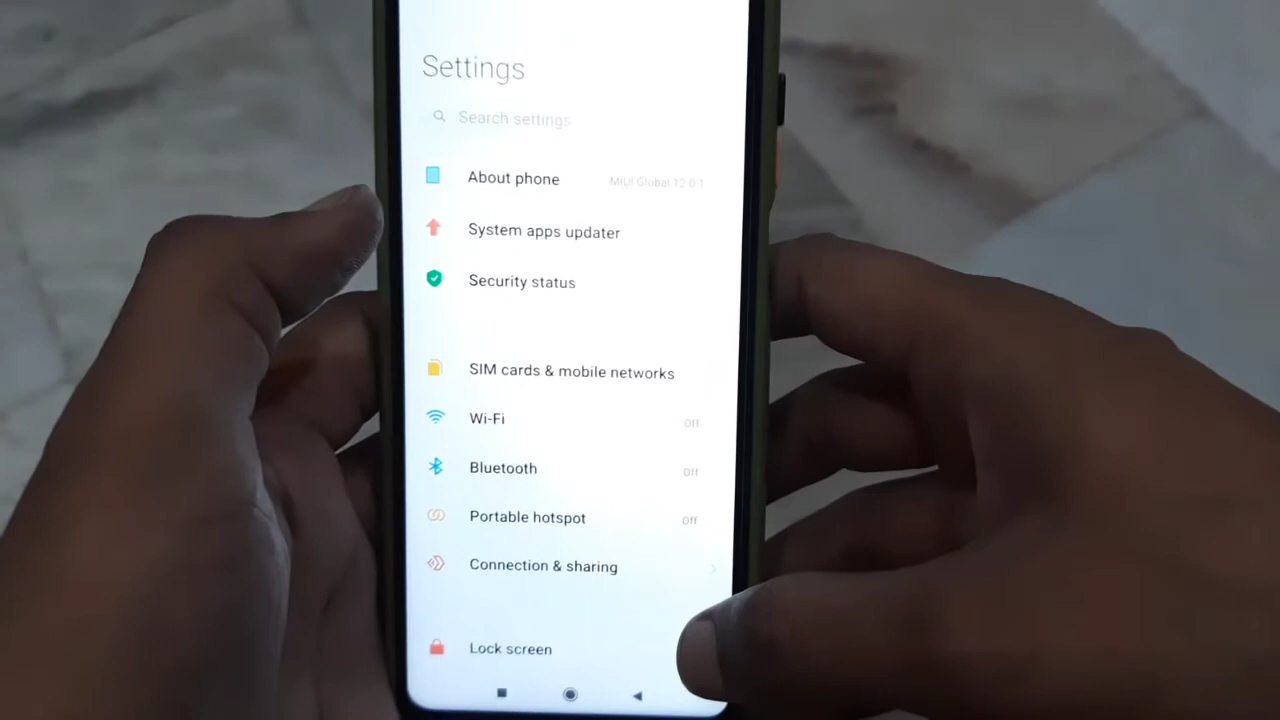 Settings
Search settings
About phone MIUI Global 12.0.1
System apps updater
Security status
SIM cards & mobile networks
Wi-Fi Off
Bluetooth Off
Portable hotspot Off
Connection & sharing
Lock screen